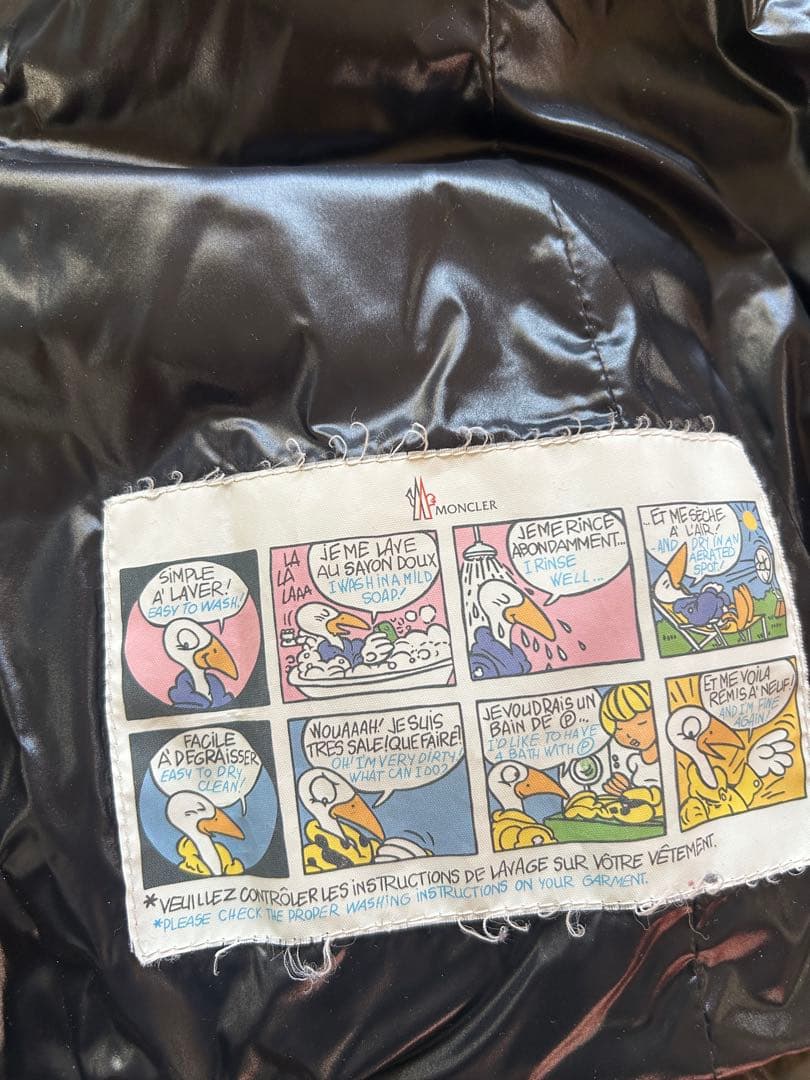 MONCLER
SIMPLE
A' LAVER!
EASY TO WASH!
LA
LÀ
LAAA
JE ME LAVE
AU SAVON DOUX
I WASH IN A MILD
SOAP!
JE ME RINCE
ABONDAMMENT...
I RINSE
WELL...
...ET ME SÈCHE
A' L'AIR!
...AND DRY IN AN
AERATED
SPOT!
FACILE
A' DEGRAISSER
EASY TO DRY
CLEAN!
WOUAAAH! JE SUIS
TRES SALE! QUE FAIRE?
OH! I'M VERY DIRTY!
WHAT CAN I DO?
JE VOUDRAIS UN
BAIN DE Ⓟ...
I'D LIKE TO HAVE
A BATH WITH Ⓟ
ET ME VOILA
REMIS A' NEUF!
AND I'M FINE
AGAIN!
*VEUILLEZ CONTRÔLER LES INSTRUCTIONS DE LAVAGE SUR VÔTRE VÊTEMENT.
*PLEASE CHECK THE PROPER WASHING INSTRUCTIONS ON YOUR GARMENT.